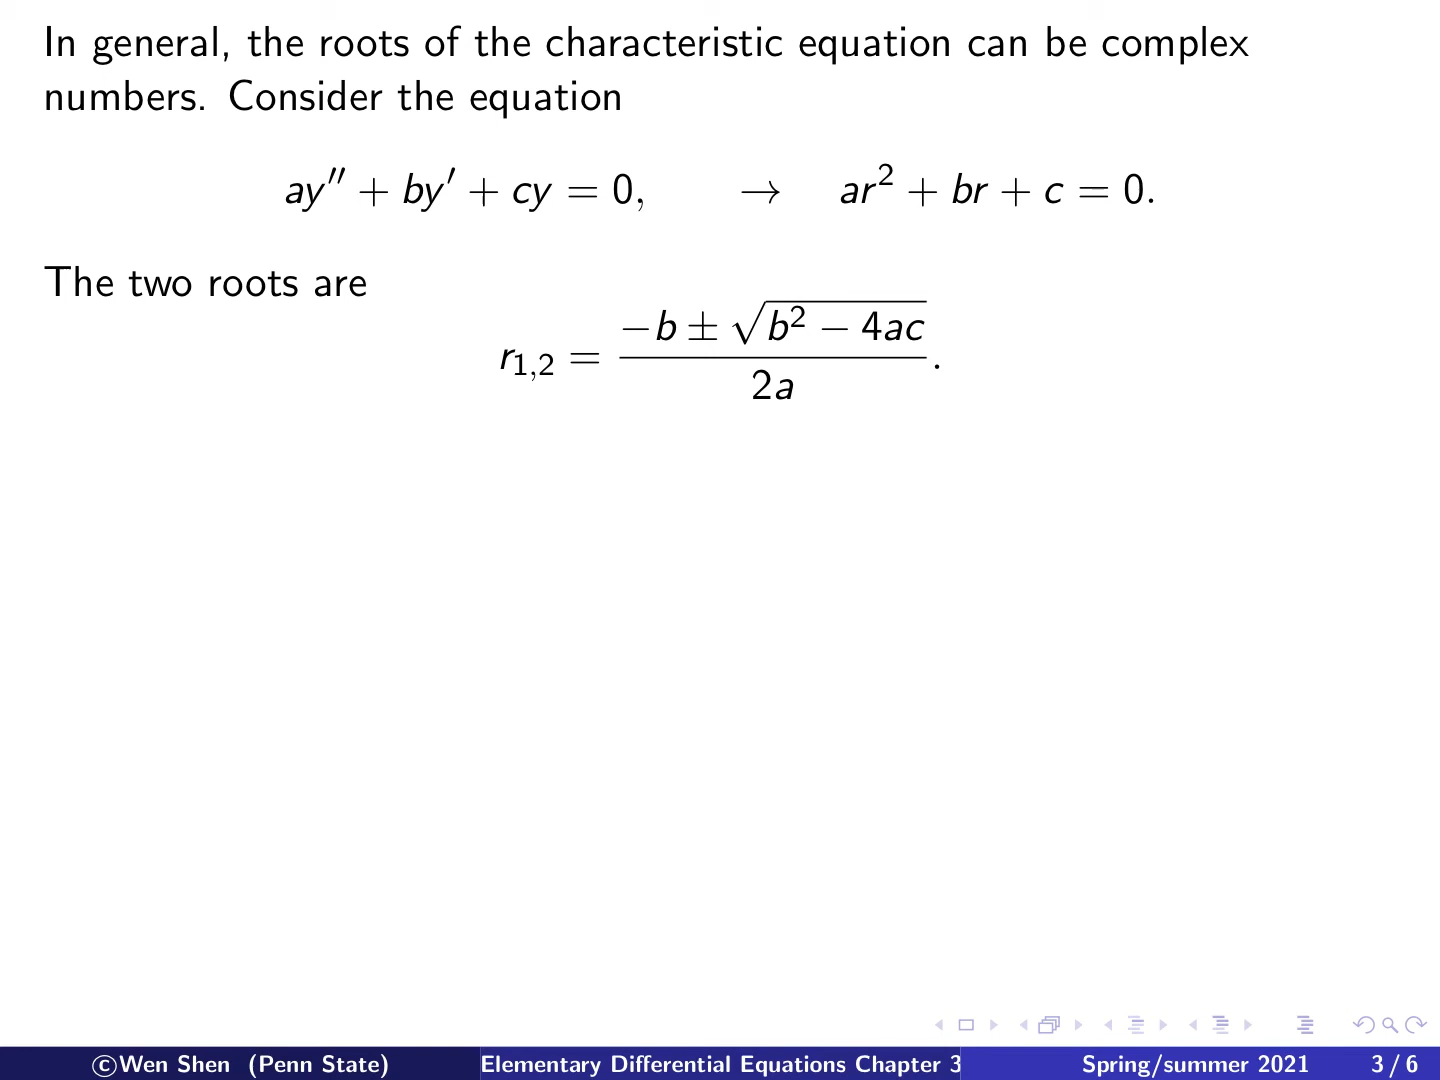 In general, the roots of the characteristic equation can be complex
numbers. Consider the equation
ay″ + by′ + cy = 0, → ar² + br + c = 0.
The two roots are
r₁,₂ = (−b ± √(b² − 4ac)) / 2a.
©Wen Shen (Penn State) Elementary Differential Equations Chapter 3 Spring/summer 2021 3 / 6